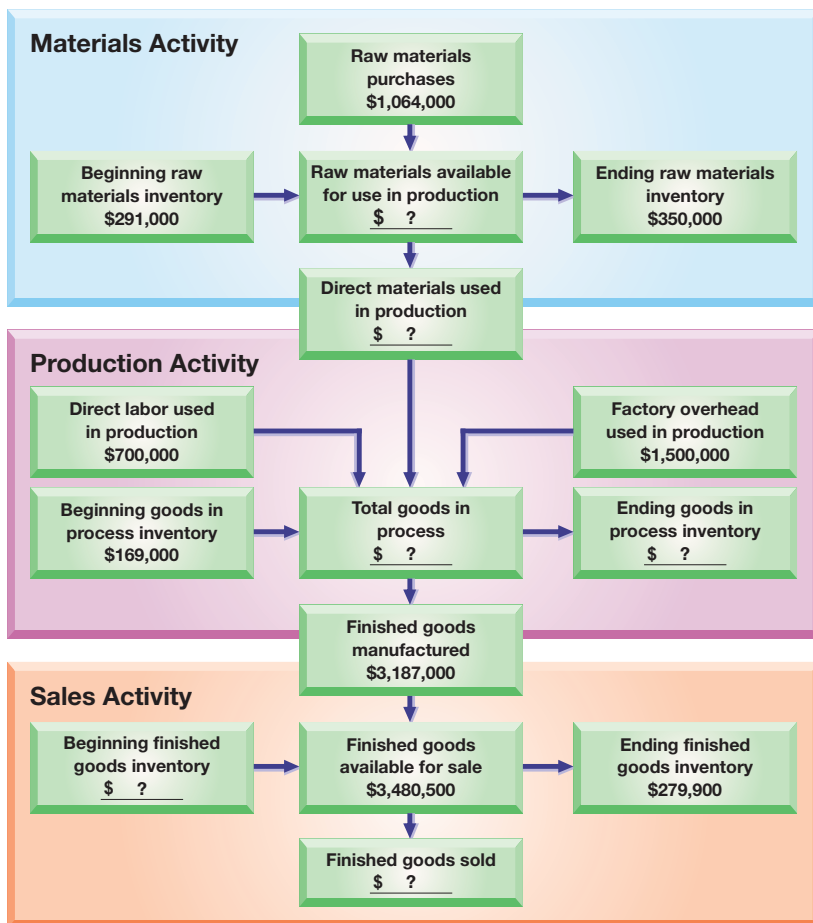 Materials Activity
Raw materials
purchases
$1,064,000
Beginning raw
materials inventory
$291,000
Raw materials available
for use in production
$ ?
Ending raw materials
inventory
$350,000
Direct materials used
in production
$ ?
Production Activity
Direct labor used
in production
$700,000
Factory overhead
used in production
$1,500,000
Beginning goods in
process inventory
$169,000
Total goods in
process
$ ?
Ending goods in
process inventory
$ ?
Finished goods
manufactured
$3,187,000
Sales Activity
Beginning finished
goods inventory
$ ?
Finished goods
available for sale
$3,480,500
Ending finished
goods inventory
$279,900
Finished goods sold
$ ?